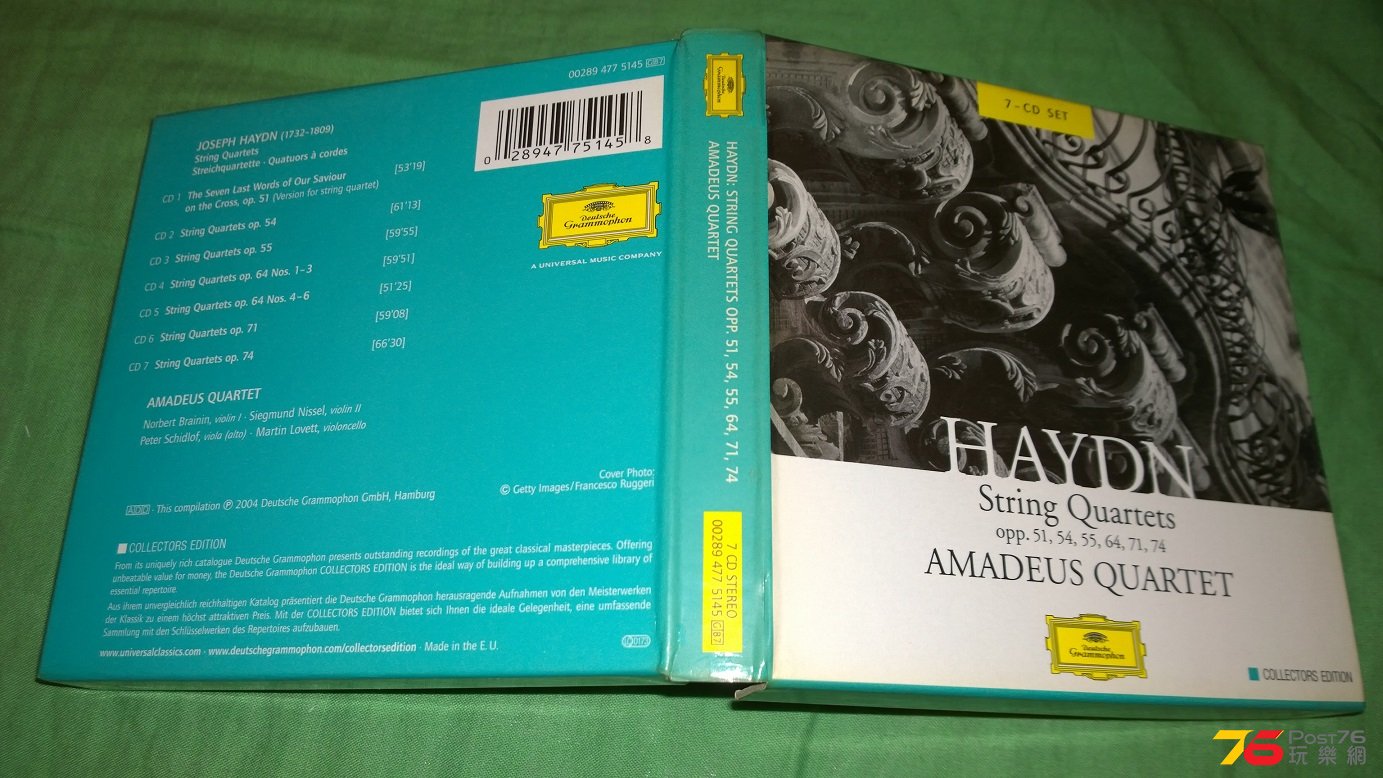 00289 477 5145 GB7
0 28947 75145 8
JOSEPH HAYDN (1732-1809)
String Quartets
Streichquartette · Quatuors à cordes
CD 1 The Seven Last Words of Our Saviour
on the Cross, op. 51 (Version for string quartet) [53'19]
CD 2 String Quartets op. 54 [61'13]
CD 3 String Quartets op. 55 [59'55]
CD 4 String Quartets op. 64 Nos. 1–3 [59'51]
CD 5 String Quartets op. 64 Nos. 4–6 [51'25]
CD 6 String Quartets op. 71 [59'08]
CD 7 String Quartets op. 74 [66'30]
Deutsche
Grammophon
A UNIVERSAL MUSIC COMPANY
AMADEUS QUARTET
Norbert Brainin, violin I · Siegmund Nissel, violin II
Peter Schidlof, viola (alto) · Martin Lovett, violoncello
Cover Photo:
© Getty Images/Francesco Ruggeri
ADD · This compilation ℗ 2004 Deutsche Grammophon GmbH, Hamburg
COLLECTORS EDITION
From its uniquely rich catalogue Deutsche Grammophon presents outstanding recordings of the great classical masterpieces. Offering
unbeatable value for money, the Deutsche Grammophon COLLECTORS EDITION is the ideal way of building up a comprehensive library of
essential repertoire.
Aus ihrem unvergleichlich reichhaltigen Katalog präsentiert die Deutsche Grammophon herausragende Aufnahmen von den Meisterwerken
der Klassik zu einem höchst attraktiven Preis. Mit der COLLECTORS EDITION bietet sich Ihnen die ideale Gelegenheit, eine umfassende
Sammlung mit den Schlüsselwerken des Repertoires aufzubauen.
www.universalclassics.com · www.deutschegrammophon.com/collectorsedition · Made in the E. U.
LC 0173
Deutsche
Grammophon
HAYDN: STRING QUARTETS OPP. 51, 54, 55, 64, 71, 74
AMADEUS QUARTET
7 CD STEREO
00289 477 5145 GB7
7-CD SET
HAYDN
String Quartets
opp. 51, 54, 55, 64, 71, 74
AMADEUS QUARTET
Deutsche
Grammophon
COLLECTORS EDITION
76 POST76
玩樂網